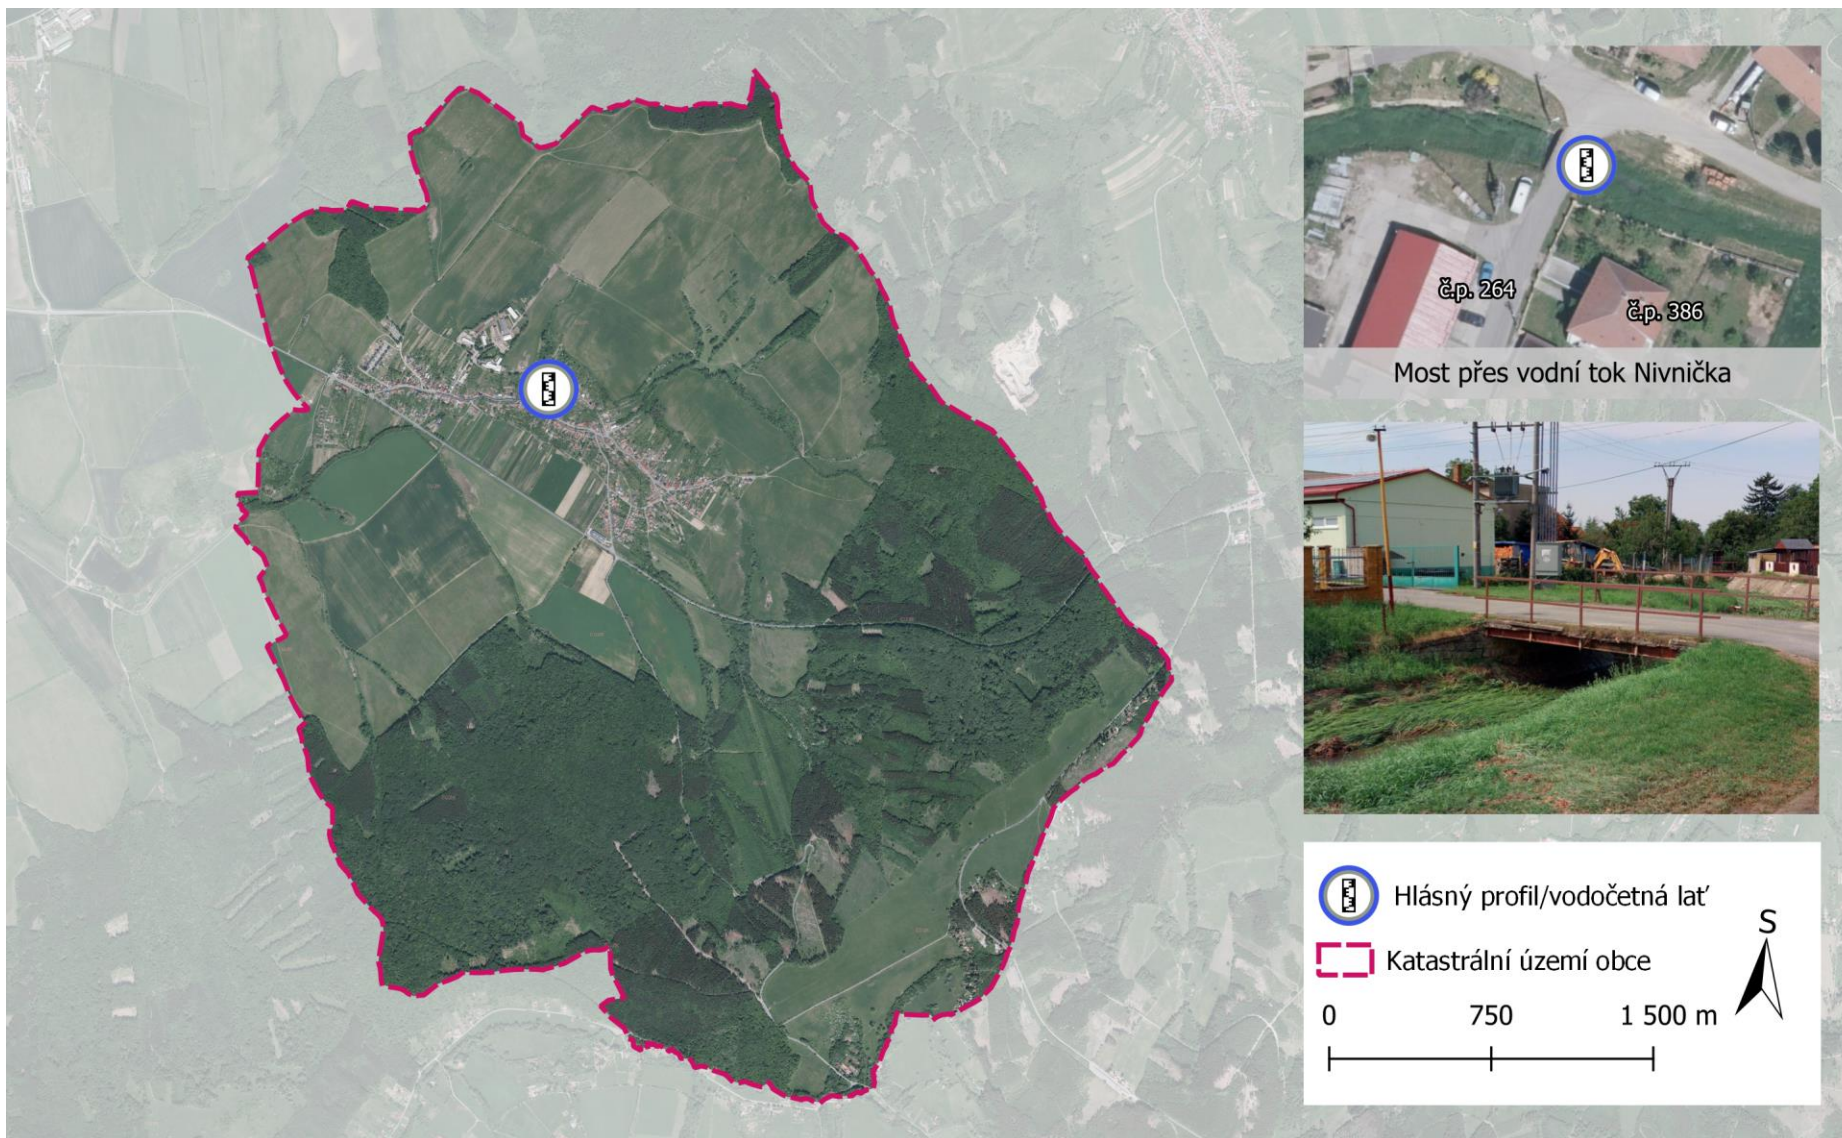 č.p. 264
č.p. 386
Most přes vodní tok Nivnička
Hlásný profil/vodočetná lať
Katastrální území obce
S
0 750 1 500 m